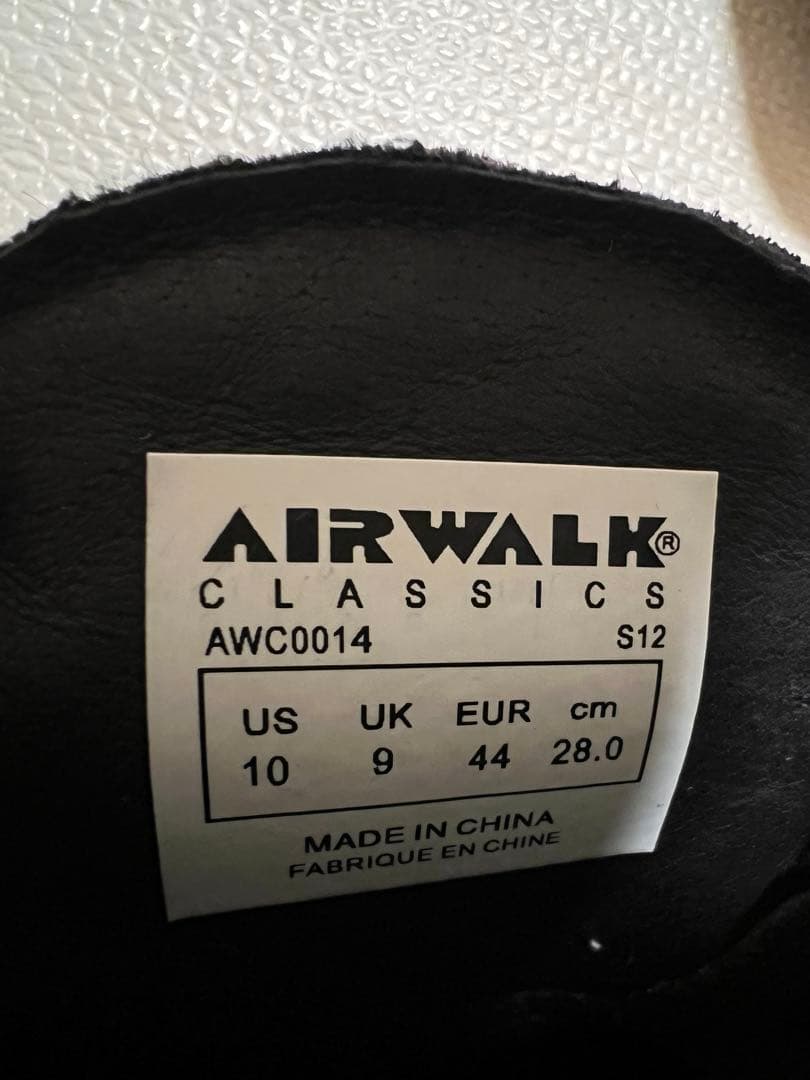 AIRWALK®
CLASSICS
AWC0014 S12
US UK EUR cm
10 9 44 28.0
MADE IN CHINA
FABRIQUE EN CHINE